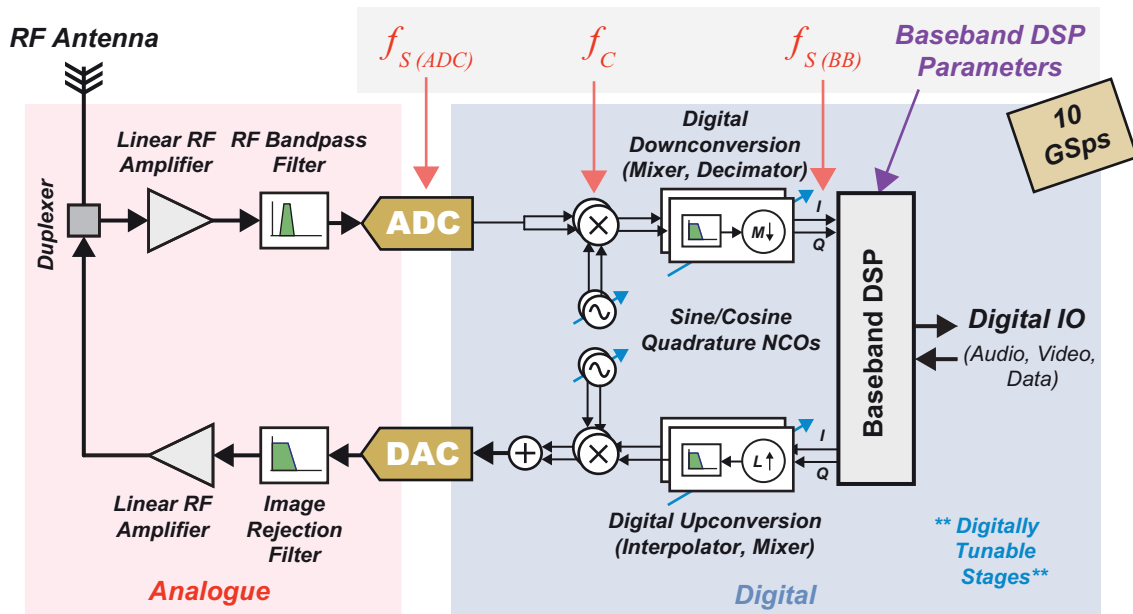 RF Antenna
f S (ADC)
f C
f S (BB)
Baseband DSP
Parameters
10
GSps
Linear RF
Amplifier
RF Bandpass
Filter
Digital
Downconversion
(Mixer, Decimator)
Duplexer
ADC
M↓
I
Q
Baseband DSP
Sine/Cosine
Quadrature NCOs
Digital IO
(Audio, Video,
Data)
DAC
L↑
I
Q
Linear RF
Amplifier
Image
Rejection
Filter
Digital Upconversion
(Interpolator, Mixer)
** Digitally
Tunable
Stages**
Analogue
Digital